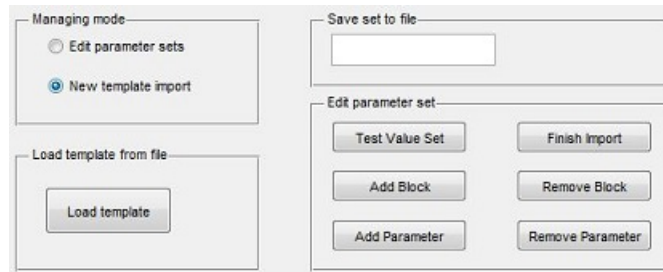 Managing mode
Edit parameter sets
New template import
Load template from file
Load template
Save set to file
Edit parameter set
Test Value Set
Finish Import
Add Block
Remove Block
Add Parameter
Remove Parameter